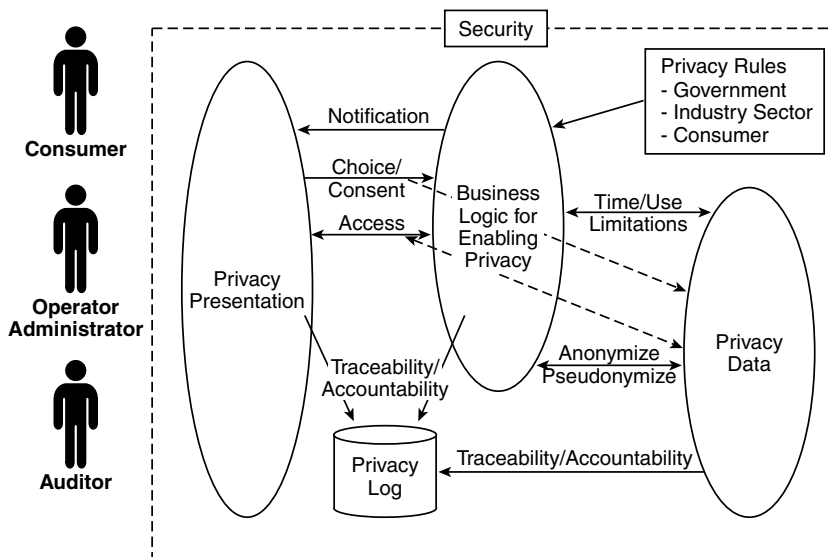 Security
Consumer
Operator
Administrator
Auditor
Privacy Rules
- Government
- Industry Sector
- Consumer
Notification
Choice/
Consent
Access
Privacy
Presentation
Business
Logic for
Enabling
Privacy
Time/Use
Limitations
Anonymize
Pseudonymize
Privacy
Data
Traceability/
Accountability
Privacy
Log
Traceability/Accountability